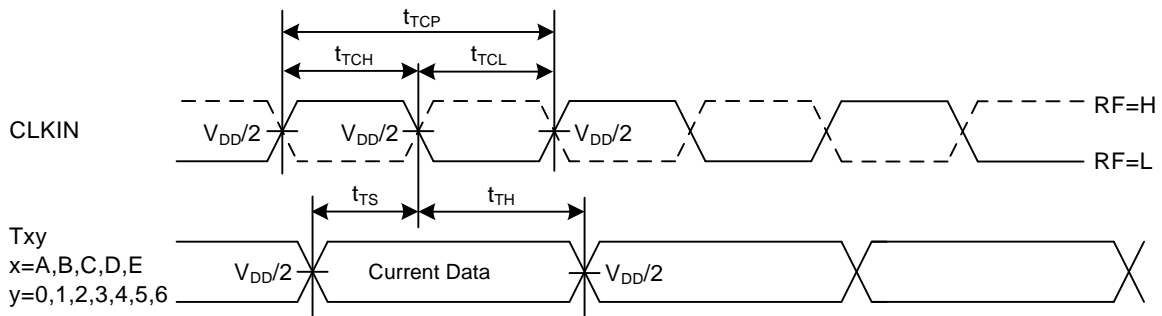 tTCP
tTCH tTCL
CLKIN VDD/2 VDD/2 VDD/2 RF=H
RF=L
tTS tTH
Txy
x=A,B,C,D,E
y=0,1,2,3,4,5,6 VDD/2 Current Data VDD/2